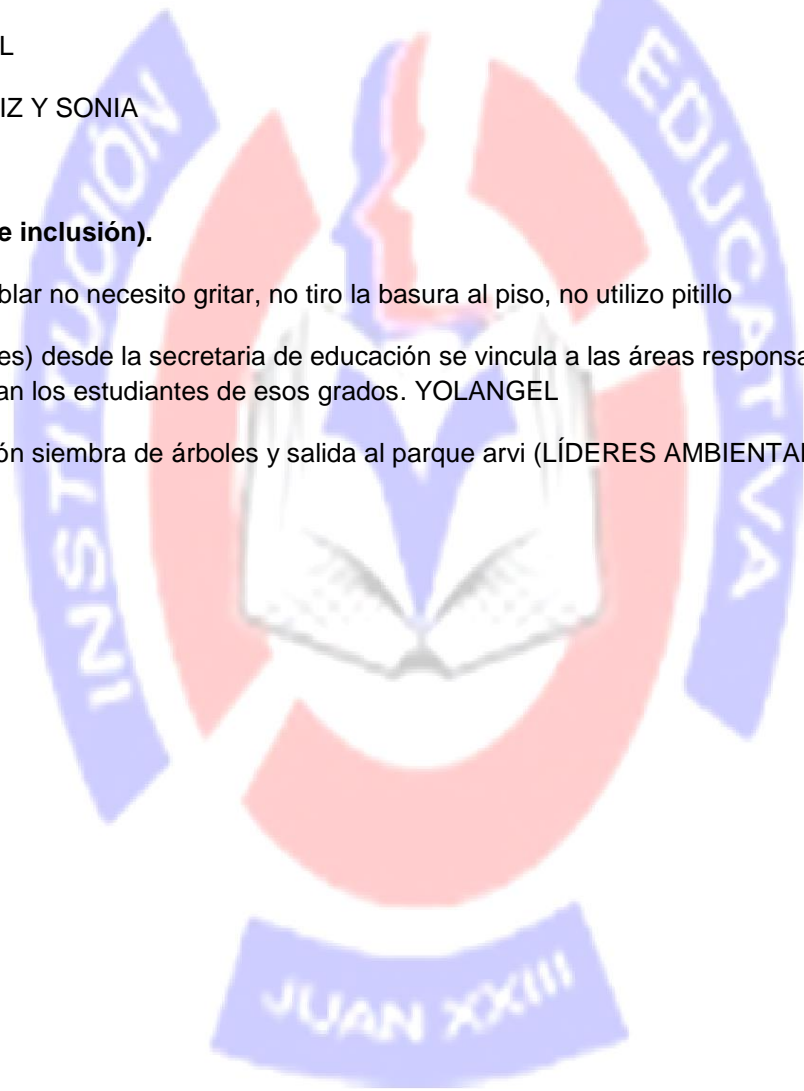 L
IZ Y SONIA
e inclusión).
blar no necesito gritar, no tiro la basura al piso, no utilizo pitillo
es) desde la secretaria de educación se vincula a las áreas responsa
an los estudiantes de esos grados. YOLANGEL
ón siembra de árboles y salida al parque arvi (LÍDERES AMBIENTAL
INSTITUCIÓN
EDUCATIVA
JUAN XXIII